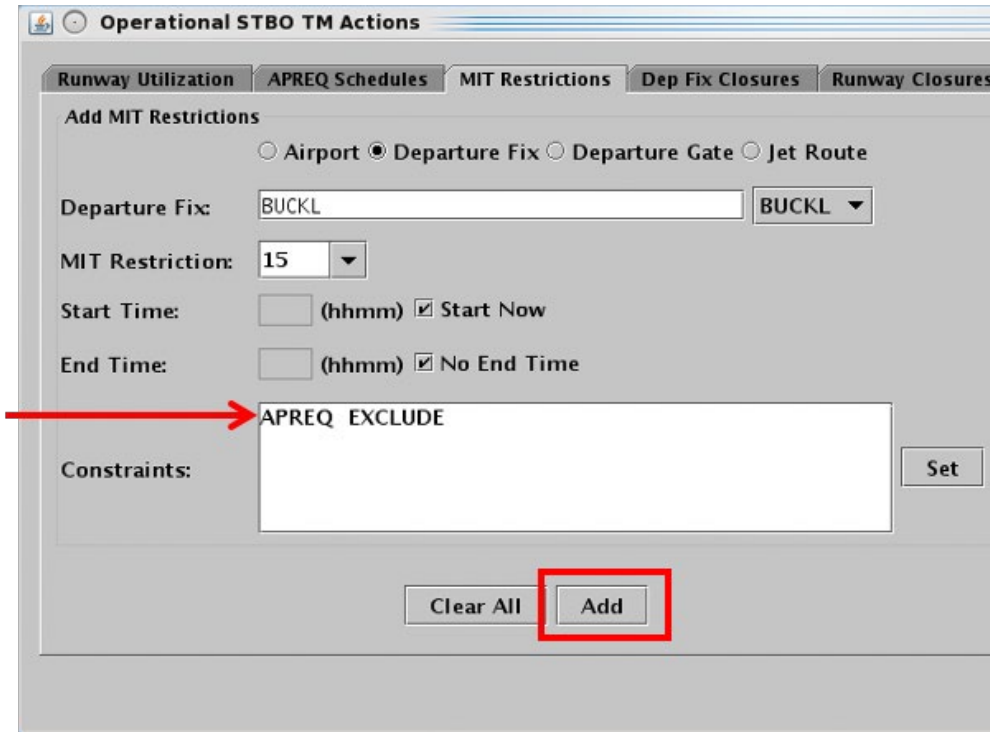 Operational STBO TM Actions
Runway Utilization APREQ Schedules MIT Restrictions Dep Fix Closures Runway Closures
Add MIT Restrictions
Airport Departure Fix Departure Gate Jet Route
Departure Fix: BUCKL BUCKL
MIT Restriction: 15
Start Time: (hhmm) Start Now
End Time: (hhmm) No End Time
APREQ EXCLUDE
Constraints: Set
Clear All Add